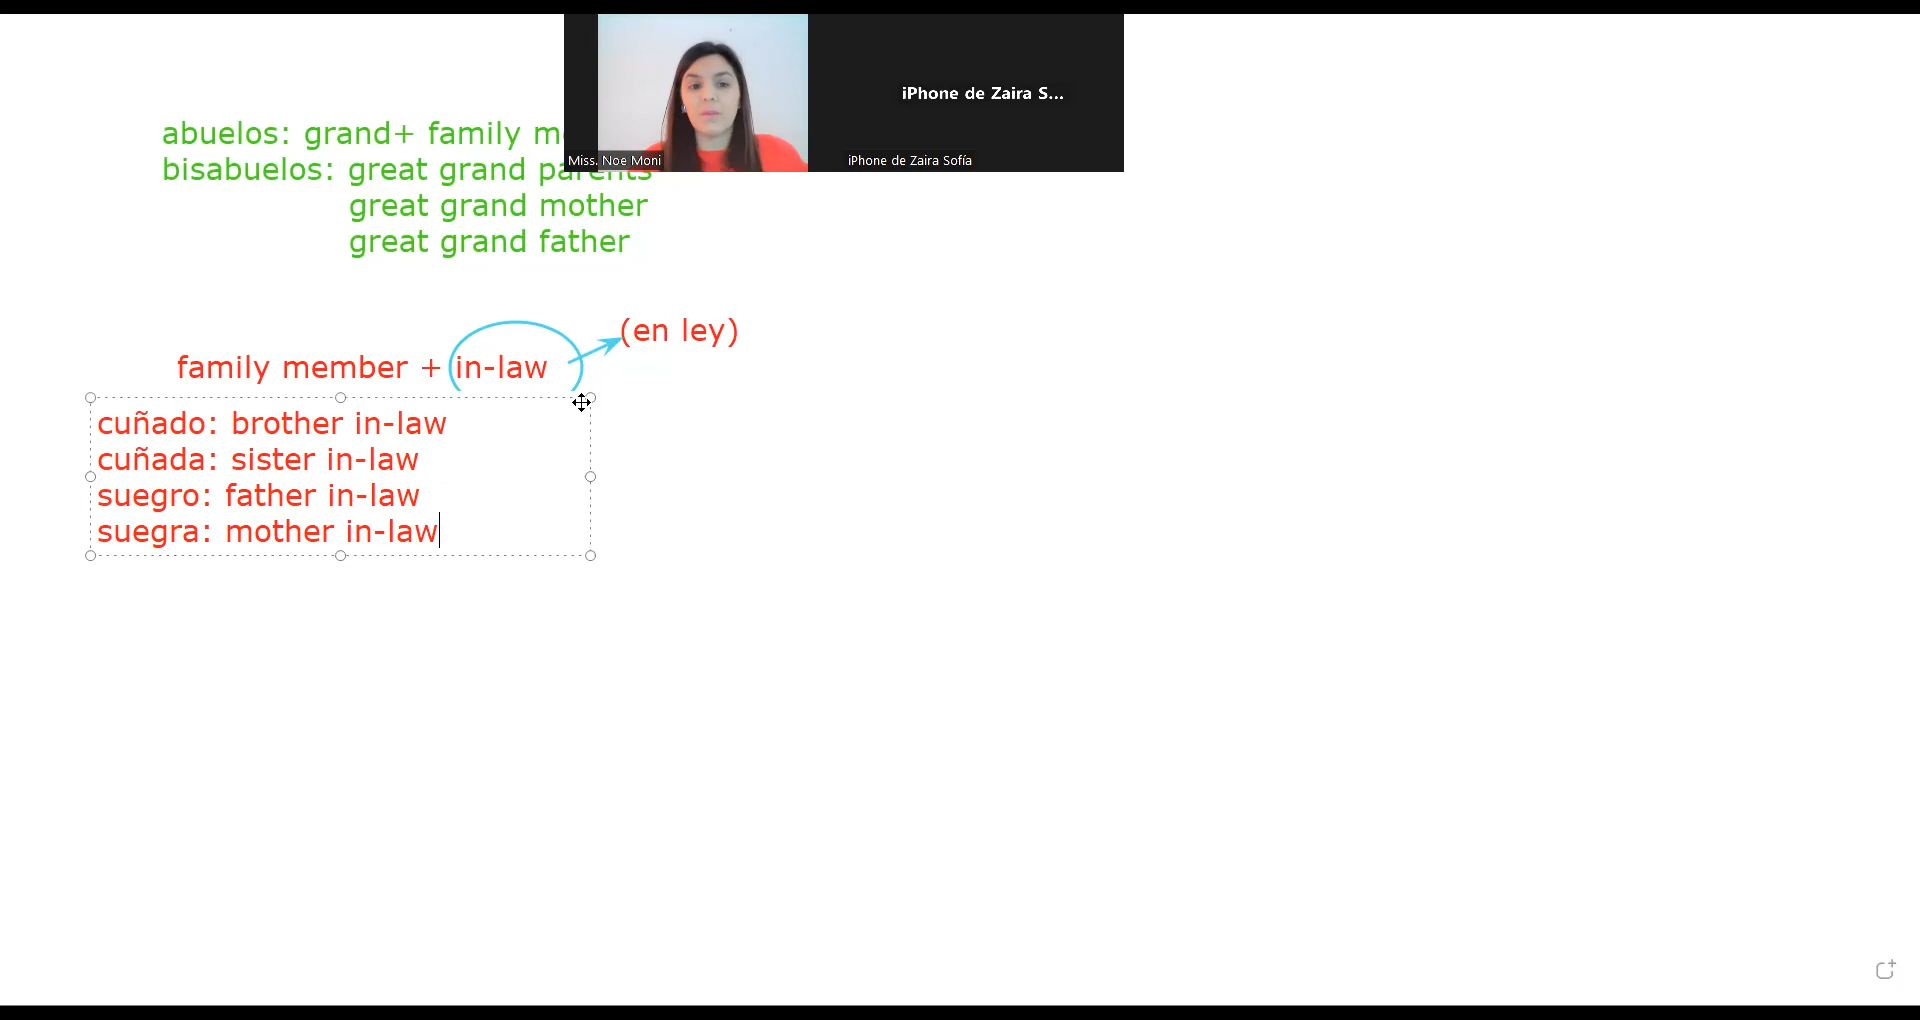 iPhone de Zaira S...
Miss. Noe Moni
iPhone de Zaira Sofía
abuelos: grand+ family
bisabuelos: great grand parents
great grand mother
great grand father
(en ley)
family member + in-law
cuñado: brother in-law
cuñada: sister in-law
suegro: father in-law
suegra: mother in-law